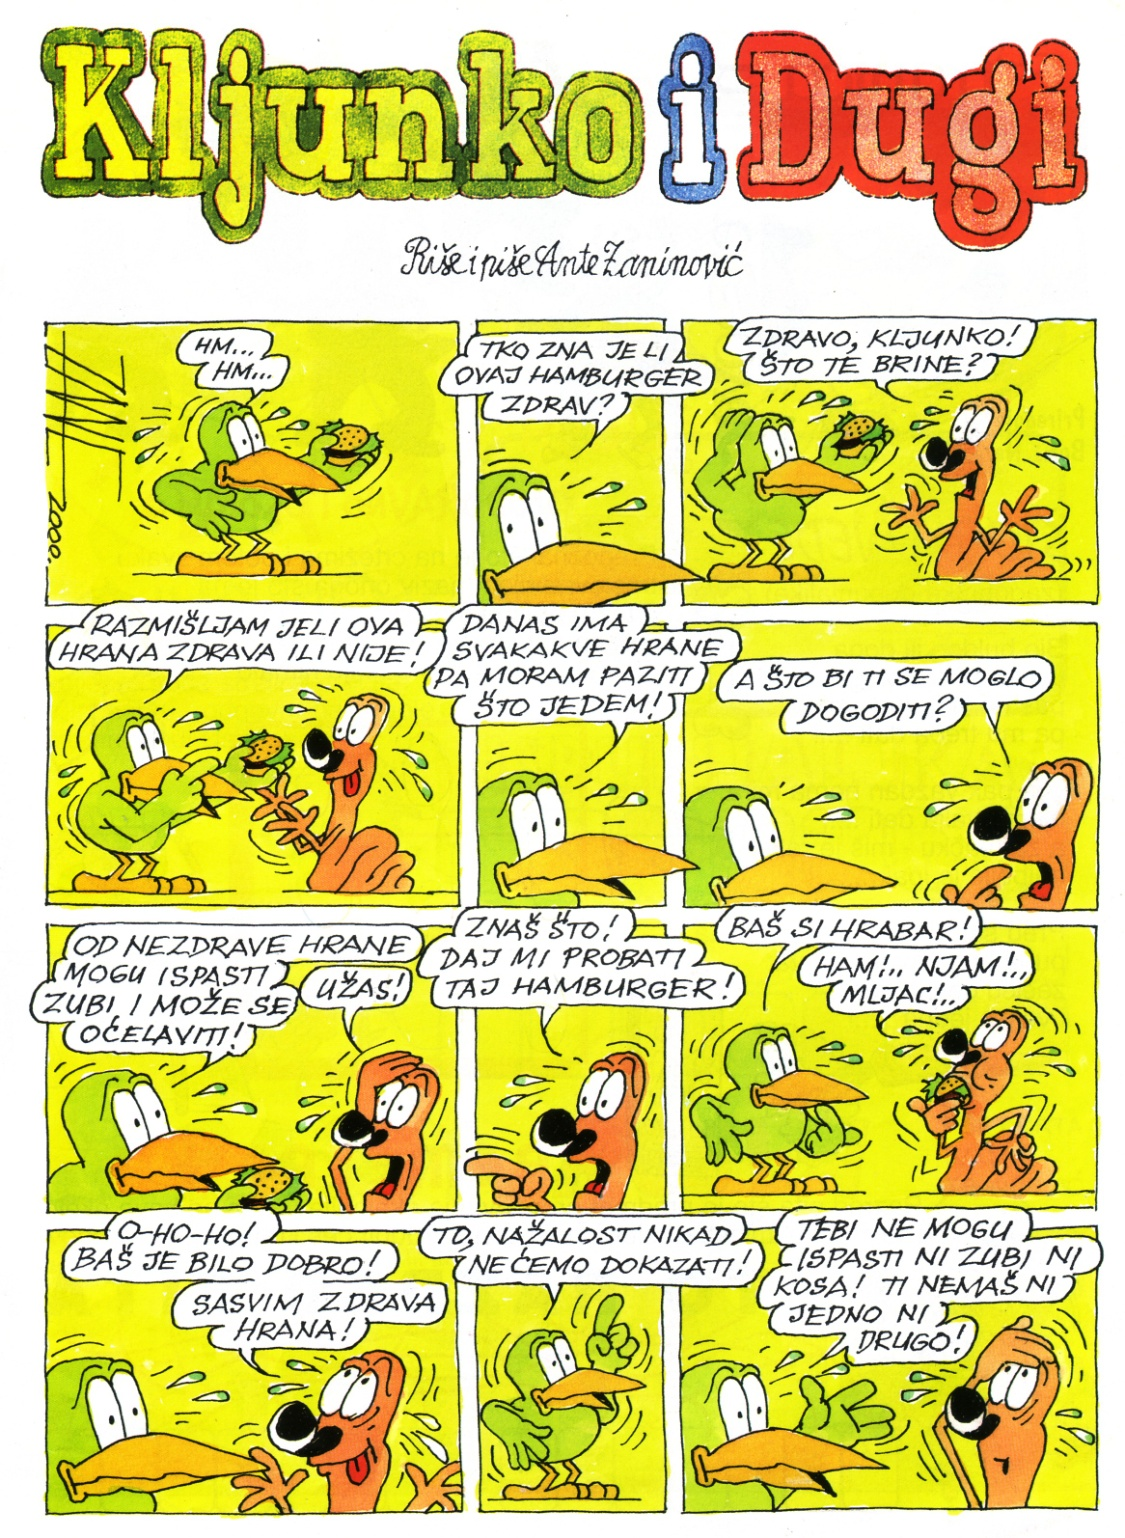 Kljunko i Dugi
Riše i piše Ante Zaninović
HM...
HM...
2000.
TKO ZNA JE LI
OVAJ HAMBURGER
ZDRAV?
ZDRAVO, KLJUNKO!
ŠTO TE BRINE?
RAZMIŠLJAM JELI OVA
HRANA ZDRAVA ILI NIJE!
DANAS IMA
SVAKAKVE HRANE
PA MORAM PAZITI
ŠTO JEDEM!
A ŠTO BI TI SE MOGLO
DOGODITI?
OD NEZDRAVE HRANE
MOGU ISPASTI
ZUBI, I MOŽE SE
OĆELAVITI!
UŽAS!
ZNAŠ ŠTO!
DAJ MI PROBATI
TAJ HAMBURGER!
BAŠ SI HRABAR!
HAM!.. NJAM!..
MLJAC!..
O-HO-HO!
BAŠ JE BILO DOBRO!
SASVIM ZDRAVA
HRANA!
TO, NAŽALOST NIKAD
NEĆEMO DOKAZATI!
TEBI NE MOGU
ISPASTI NI ZUBI NI
KOSA! TI NEMAŠ NI
JEDNO NI
DRUGO!